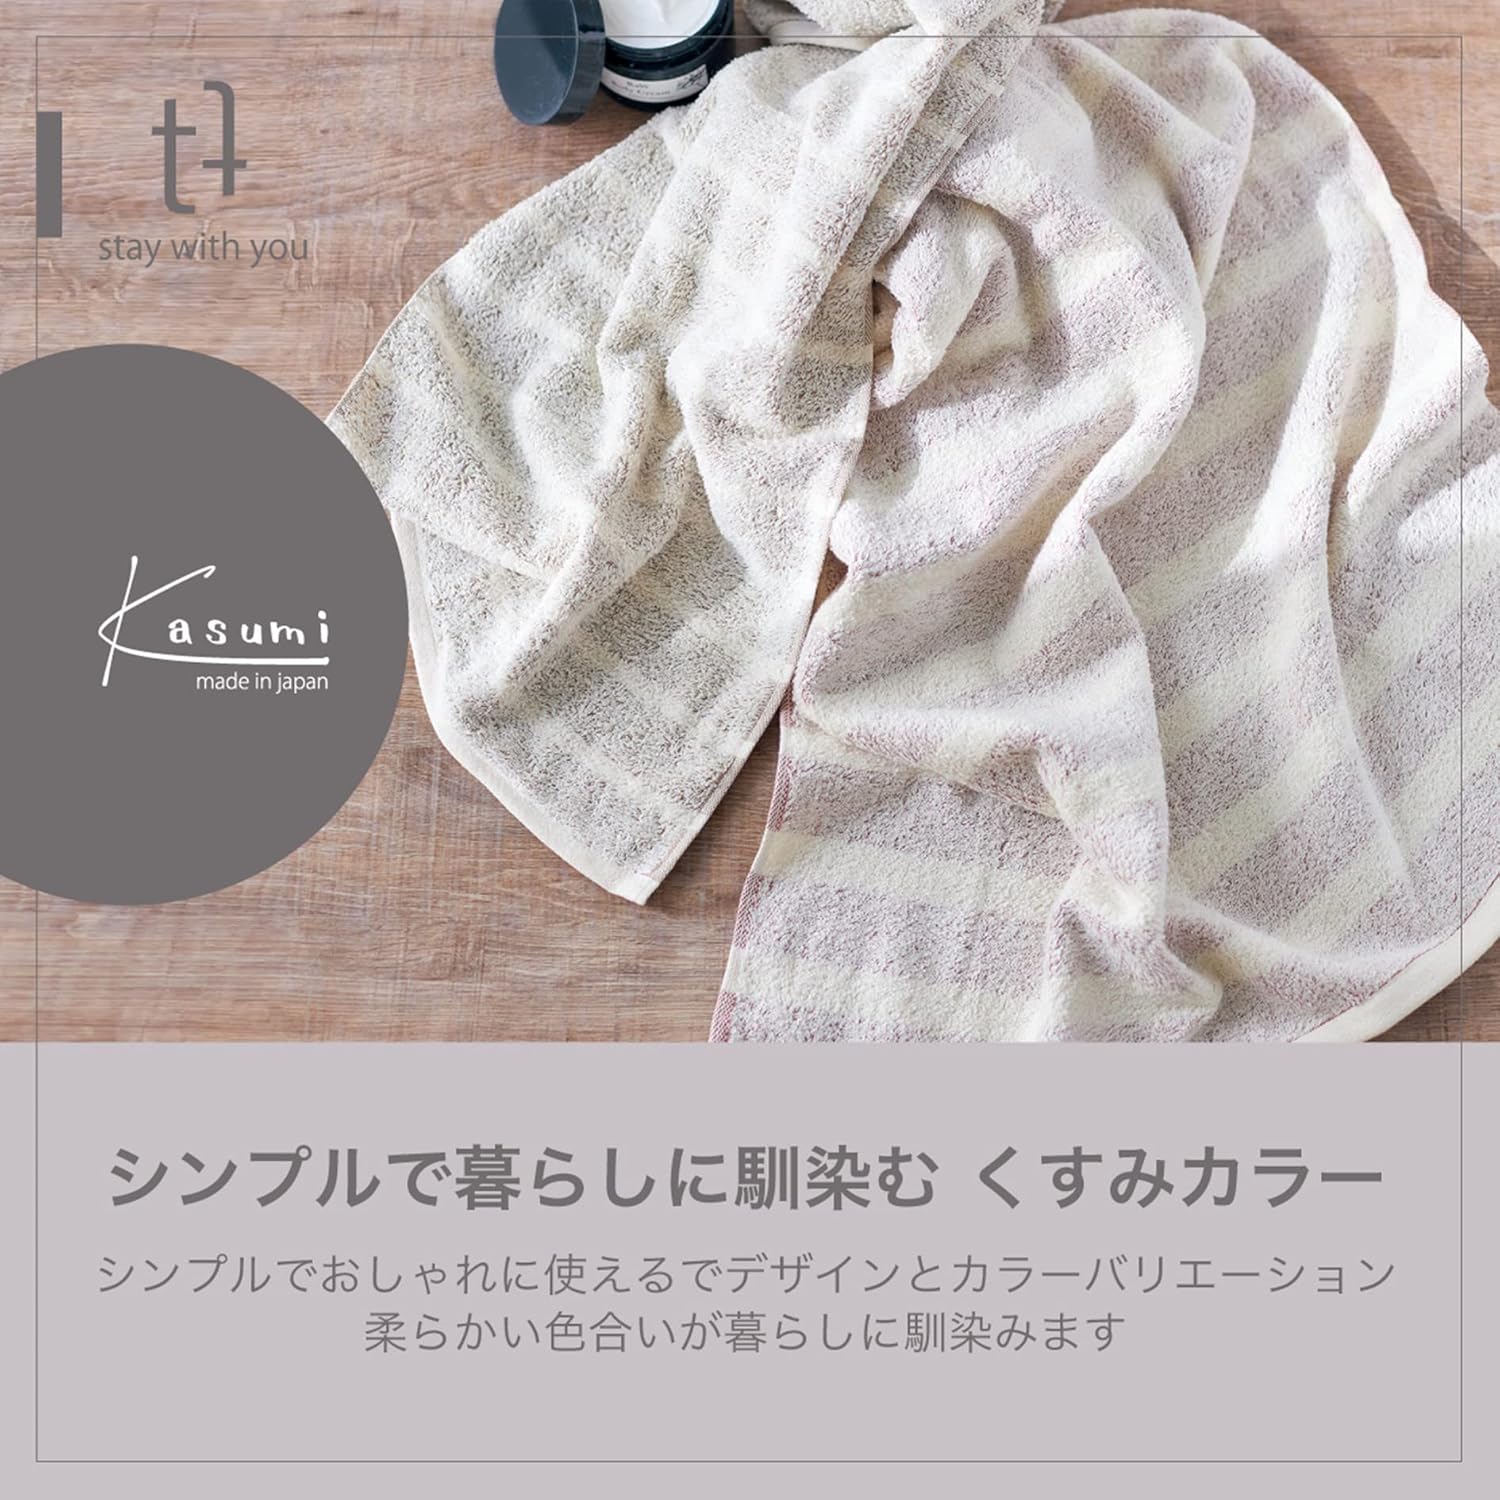 stay with you
Kasumi
made in japan
シンプルで暮らしに馴染む くすみカラー
シンプルでおしゃれに使えるでデザインとカラーバリエーション
柔らかい色合いが暮らしに馴染みます